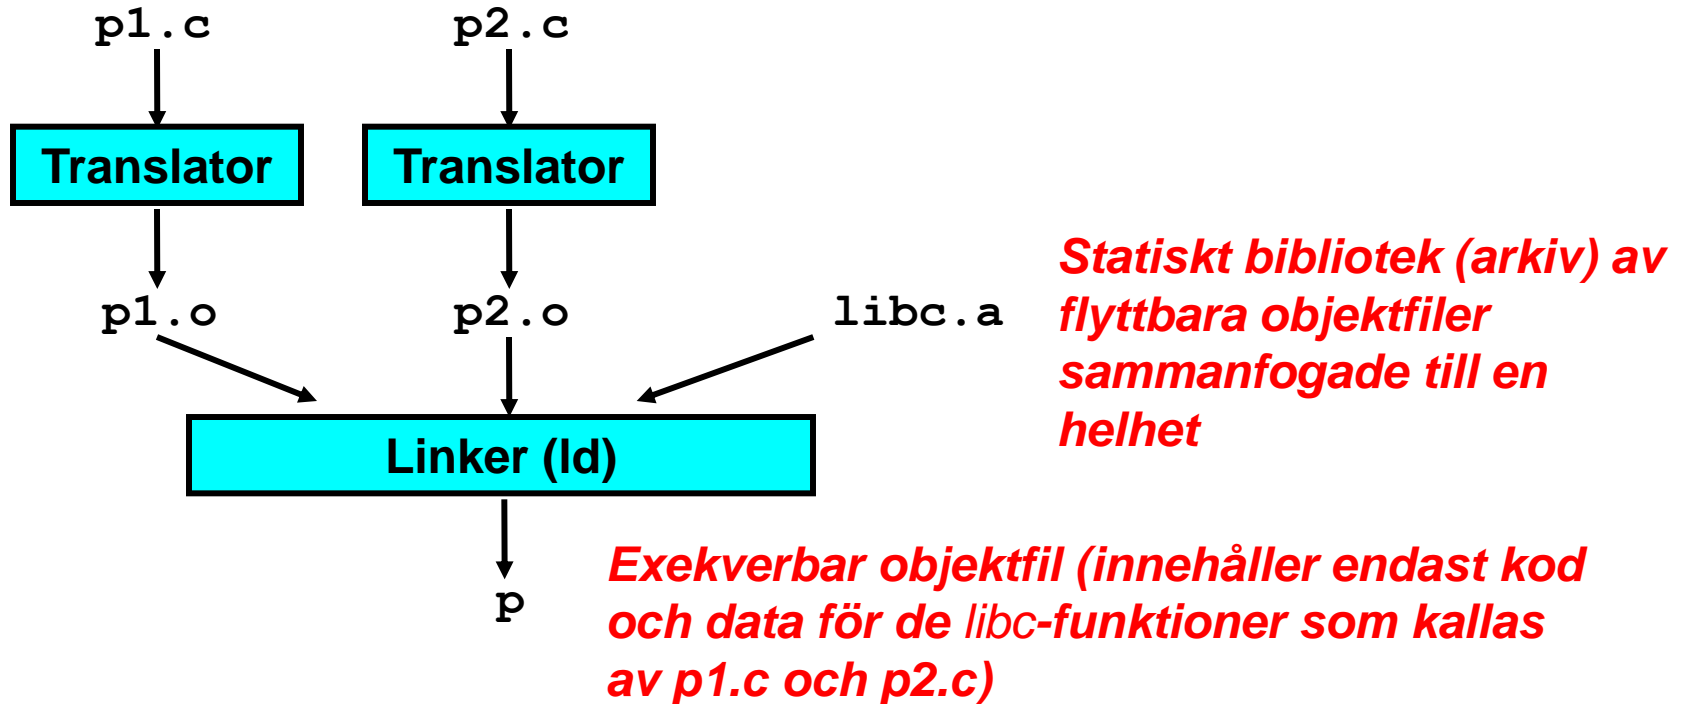 p1.c
p2.c
Translator
Translator
p1.o
p2.o
libc.a
Statiskt bibliotek (arkiv) av
flyttbara objektfiler
sammanfogade till en
helhet
Linker (ld)
p
Exekverbar objektfil (innehåller endast kod
och data för de libc-funktioner som kallas
av p1.c och p2.c)